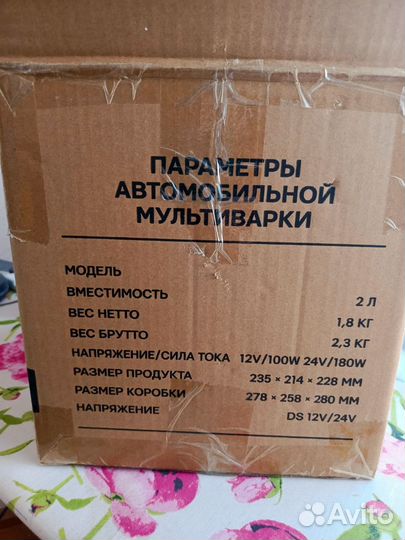 ПАРАМЕТРЫ
АВТОМОБИЛЬНОЙ
МУЛЬТИВАРКИ
МОДЕЛЬ
ВМЕСТИМОСТЬ 2 Л
ВЕС НЕТТО 1,8 КГ
ВЕС БРУТТО 2,3 КГ
НАПРЯЖЕНИЕ/СИЛА ТОКА 12V/100W 24V/180W
РАЗМЕР ПРОДУКТА 235 × 214 × 228 ММ
РАЗМЕР КОРОБКИ 278 × 258 × 280 ММ
НАПРЯЖЕНИЕ DS 12V/24V
Avito